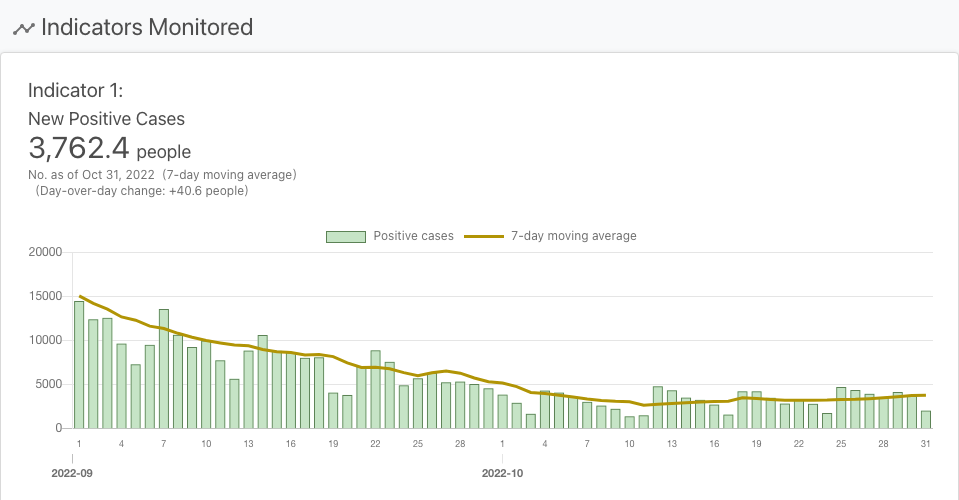 Indicators Monitored
Indicator 1:
New Positive Cases
3,762.4 people
No. as of Oct 31, 2022 (7-day moving average)
(Day-over-day change: +40.6 people)
Positive cases 7-day moving average
20000
15000
10000
5000
0
1 4 7 10 13 16 19 22 25 28 1 4 7 10 13 16 19 22 25 28 31
2022-09 2022-10